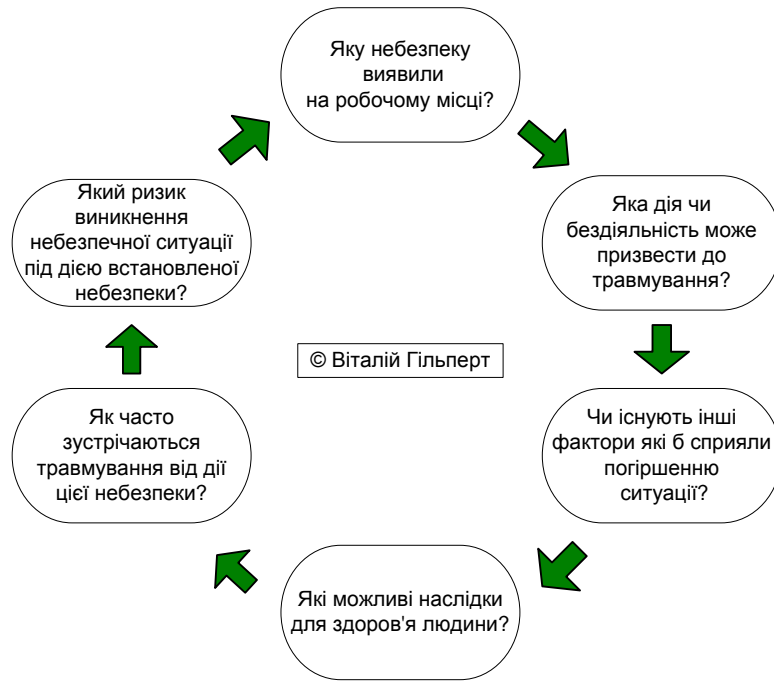 Яку небезпеку
виявили
на робочому місці?
Яка дія чи
бездіяльність може
призвести до
травмування?
Чи існують інші
фактори які б сприяли
погіршенню
ситуації?
Які можливі наслідки
для здоров'я людини?
Як часто
зустрічаються
травмування від дії
цієї небезпеки?
Який ризик
виникнення
небезпечної ситуації
під дією встановленої
небезпеки?
© Віталій Гільперт